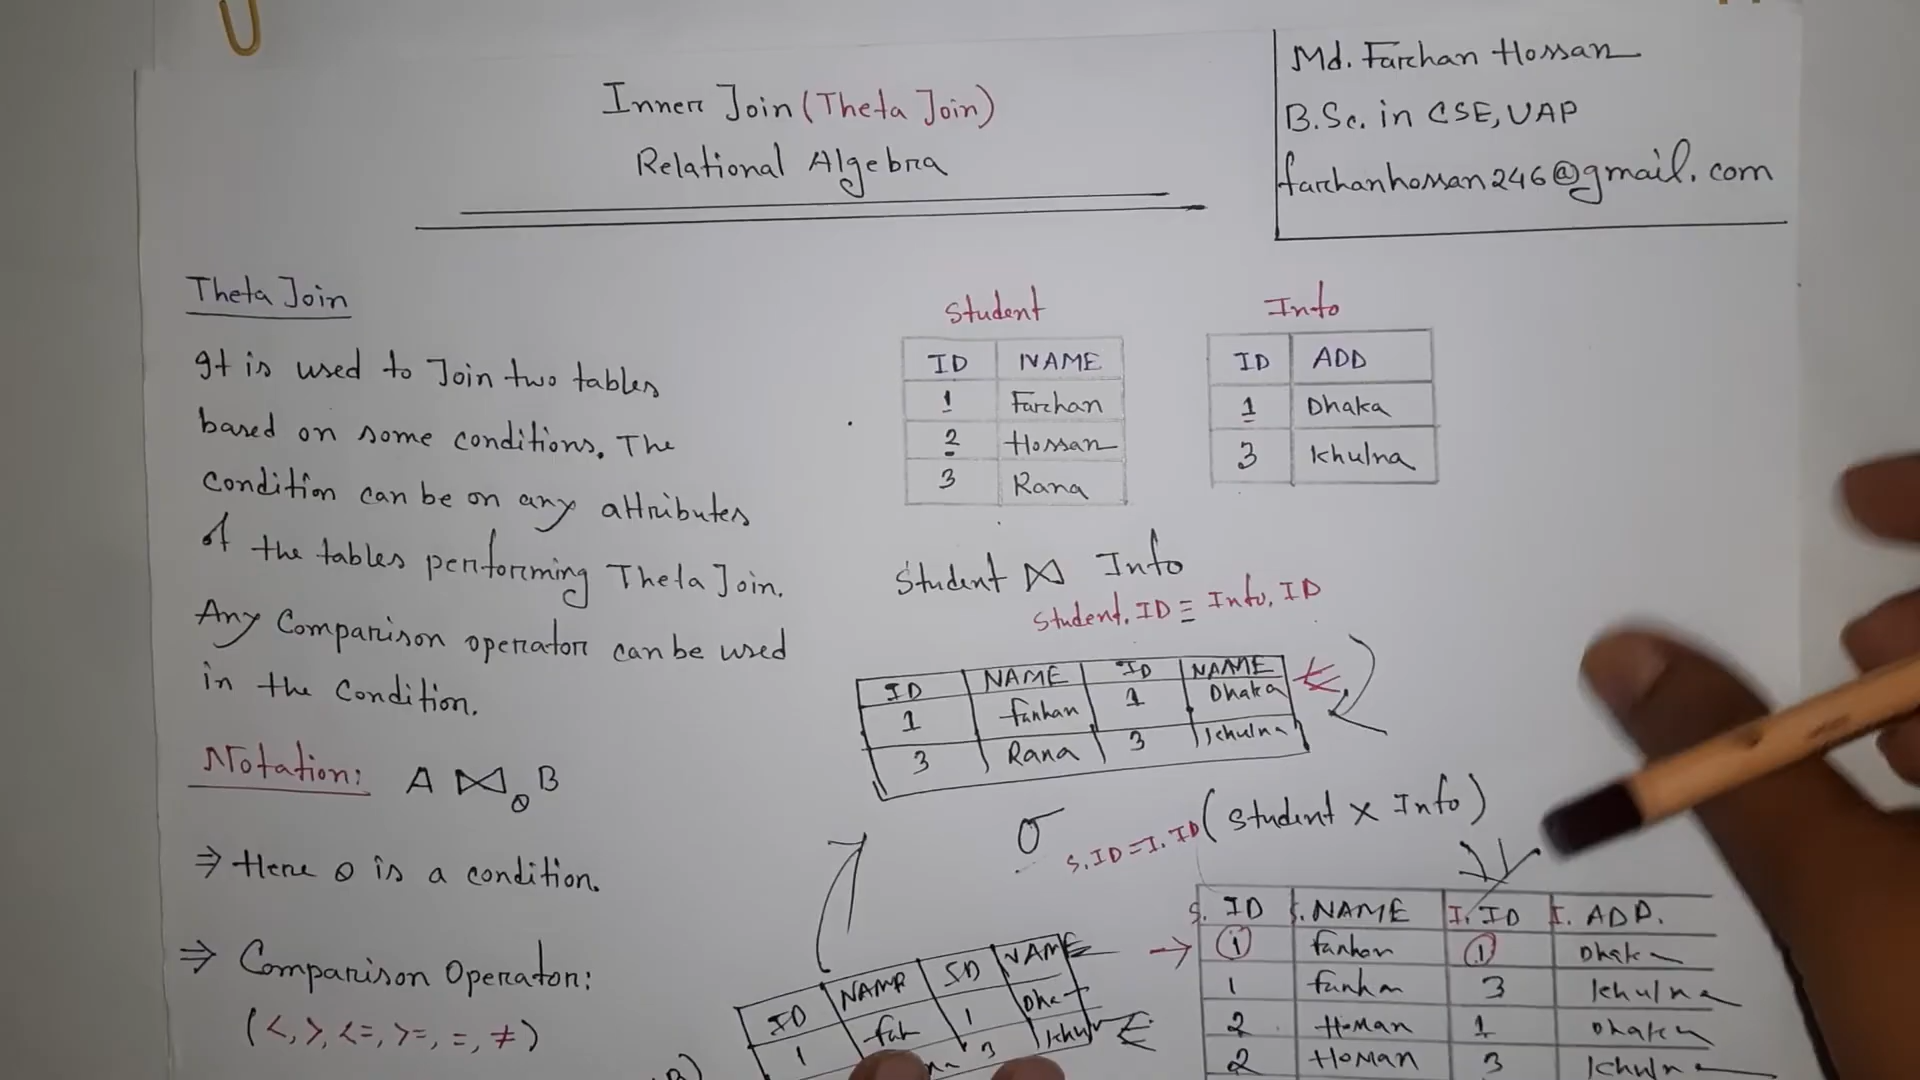 Inner Join (Theta Join)
Relational Algebra
Md. Farhan Hossan
B.Sc. in CSE, UAP
farhanhossan246@gmail.com
Theta Join
It is used to Join two tables
based on some conditions. The
condition can be on any attributes
of the tables performing Theta Join.
Any Comparison operator can be used
in the Condition.
Notation: A ⋈θ B
⇒ Here θ is a condition.
⇒ Comparison Operator:
(<, >, <=, >=, =, ≠)
Student
ID NAME
1 Farhan
2 Hossan
3 Rana
Info
ID ADD
1 Dhaka
3 Khulna
Student ⋈ Info
Student.ID = Info.ID
ID NAME ID NAME
1 Farhan 1 Dhaka
3 Rana 3 Khulna
σ S.ID=I.ID (Student × Info)
S. ID S. NAME I. ID I. ADD.
1 Farhan 1 Dhaka
1 Farhan 3 Khulna
2 Hossan 1 Dhaka
2 Hossan 3 Khulna
ID NAME ID NAME
1 Far 1 Dha
3 Khul